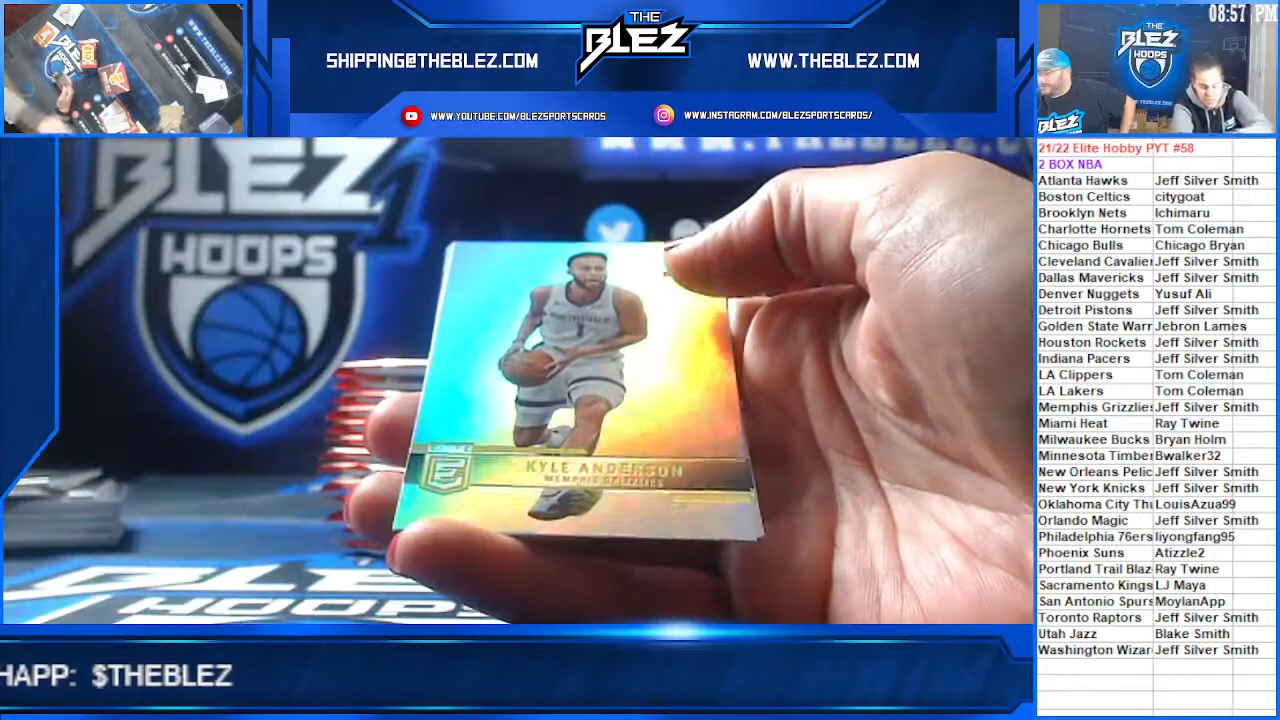 THE
BLEZ
SHIPPING@THEBLEZ.COM
WWW.THEBLEZ.COM
WWW.YOUTUBE.COM/BLEZSPORTSCARDS
WWW.INSTAGRAM.COM/BLEZSPORTSCARDS/
08:57 PM
THE
BLEZ
HOOPS
BLEZ
BLEZ
HOOPS
1
KYLE ANDERSON
MEMPHIS GRIZZLIES
HOOPS
HAPP: $THEBLEZ
21/22 Elite Hobby PYT #58
2 BOX NBA
Atlanta Hawks Jeff Silver Smith
Boston Celtics citygoat
Brooklyn Nets Ichimaru
Charlotte Hornets Tom Coleman
Chicago Bulls Chicago Bryan
Cleveland Cavalier Jeff Silver Smith
Dallas Mavericks Jeff Silver Smith
Denver Nuggets Yusuf Ali
Detroit Pistons Jeff Silver Smith
Golden State Warr Jebron Lames
Houston Rockets Jeff Silver Smith
Indiana Pacers Jeff Silver Smith
LA Clippers Tom Coleman
LA Lakers Tom Coleman
Memphis Grizzlies Jeff Silver Smith
Miami Heat Ray Twine
Milwaukee Bucks Bryan Holm
Minnesota Timber Bwalker32
New Orleans Pelic Jeff Silver Smith
New York Knicks Jeff Silver Smith
Oklahoma City Thu LouisAzua99
Orlando Magic Jeff Silver Smith
Philadelphia 76ers liyongfang95
Phoenix Suns Atizzle2
Portland Trail Blaz Ray Twine
Sacramento Kings LJ Maya
San Antonio Spurs MoylanApp
Toronto Raptors Jeff Silver Smith
Utah Jazz Blake Smith
Washington Wizar Jeff Silver Smith